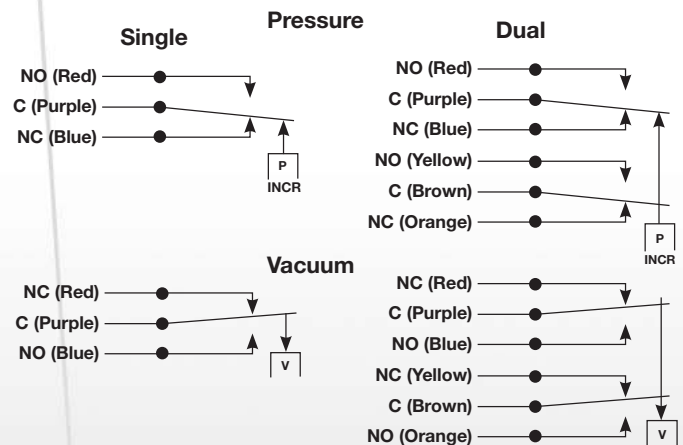 Pressure
Single
NO (Red)
C (Purple)
NC (Blue)
P
INCR
Dual
NO (Red)
C (Purple)
NC (Blue)
NO (Yellow)
C (Brown)
NC (Orange)
P
INCR
Vacuum
NC (Red)
C (Purple)
NO (Blue)
V
NC (Red)
C (Purple)
NO (Blue)
NC (Yellow)
C (Brown)
NO (Orange)
V